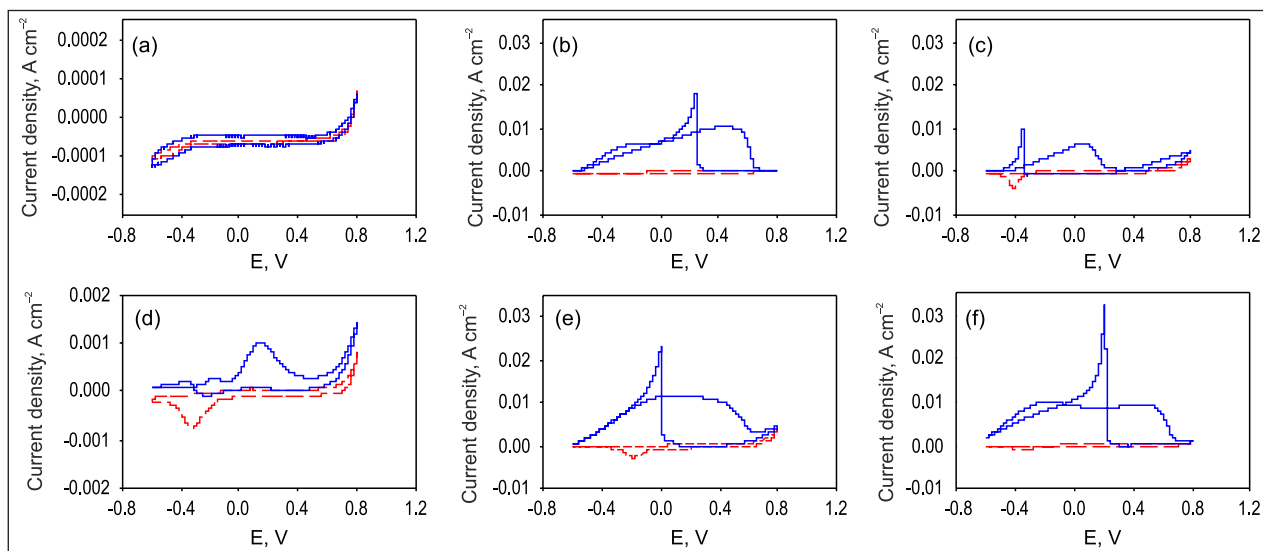 (a)
Current density, A cm–2
0.0002
0.0001
0.0000
-0.0001
-0.0002
-0.8 -0.4 0.0 0.4 0.8 1.2
E, V
(b)
Current density, A cm–2
0.03
0.02
0.01
0.00
-0.01
-0.8 -0.4 0.0 0.4 0.8 1.2
E, V
(c)
Current density, A cm–2
0.03
0.02
0.01
0.00
-0.01
-0.8 -0.4 0.0 0.4 0.8 1.2
E, V
(d)
Current density, A cm–2
0.002
0.001
0.000
-0.001
-0.002
-0.8 -0.4 0.0 0.4 0.8 1.2
E, V
(e)
Current density, A cm–2
0.03
0.02
0.01
0.00
-0.01
-0.8 -0.4 0.0 0.4 0.8 1.2
E, V
(f)
Current density, A cm–2
0.03
0.02
0.01
0.00
-0.01
-0.8 -0.4 0.0 0.4 0.8 1.2
E, V